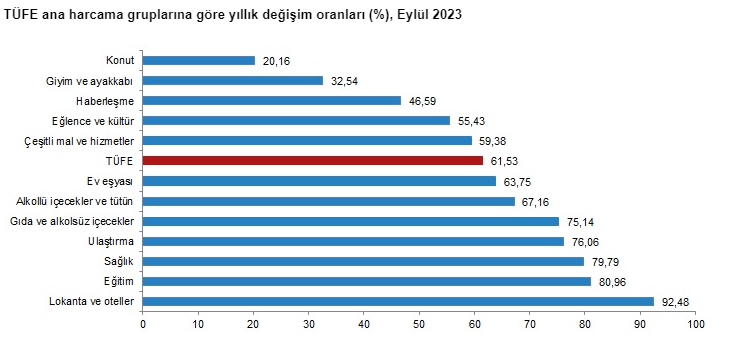 TÜFE ana harcama gruplarına göre yıllık değişim oranları (%), Eylül 2023
Konut 20,16
Giyim ve ayakkabı 32,54
Haberleşme 46,59
Eğlence ve kültür 55,43
Çeşitli mal ve hizmetler 59,38
TÜFE 61,53
Ev eşyası 63,75
Alkollü içecekler ve tütün 67,16
Gıda ve alkolsüz içecekler 75,14
Ulaştırma 76,06
Sağlık 79,79
Eğitim 80,96
Lokanta ve oteller 92,48
0 10 20 30 40 50 60 70 80 90 100